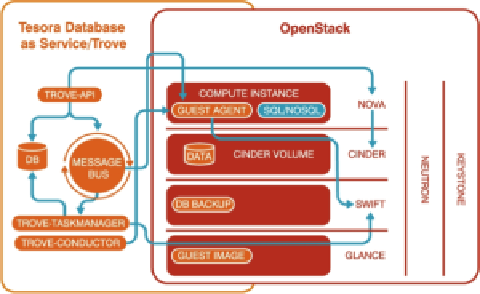 Tesora Database
as Service/Trove
OpenStack
TROVE-API
COMPUTE INSTANCE
GUEST AGENT
SQL/NOSQL
NOVA
DB
MESSAGE
BUS
DATA
CINDER VOLUME
CINDER
NEUTRON
KEYSTONE
DB BACKUP
SWIFT
TROVE-TASKMANAGER
TROVE-CONDUCTOR
GUEST IMAGE
GLANCE